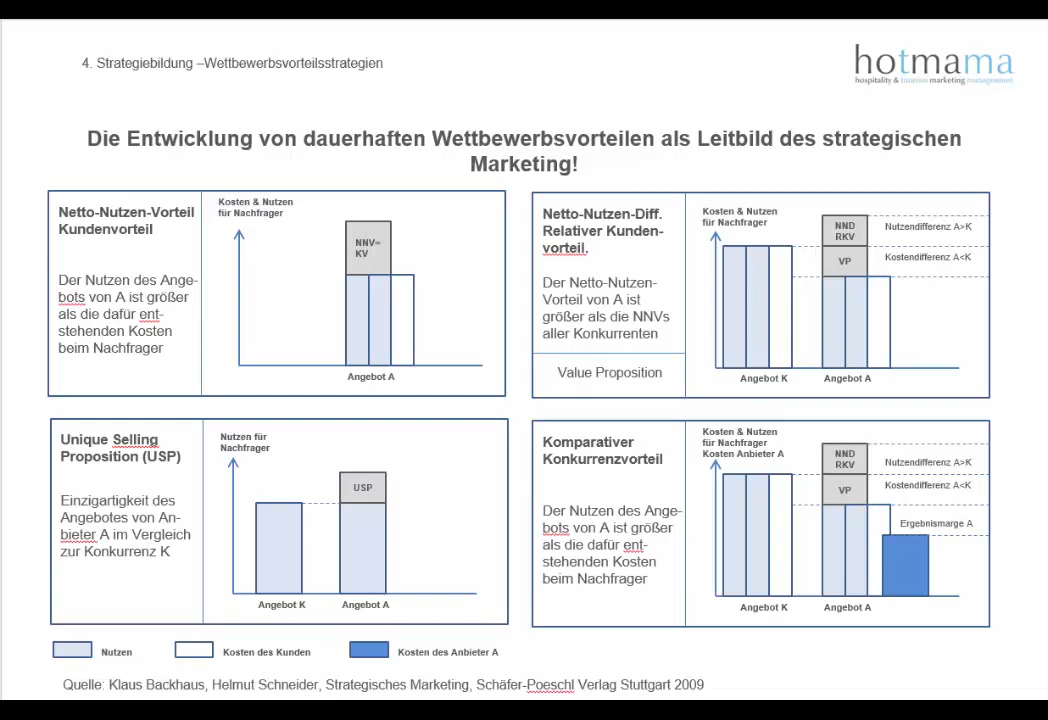 4. Strategiebildung –Wettbewerbsvorteilsstrategien
hotmama
hospitality & tourism marketing management
Die Entwicklung von dauerhaften Wettbewerbsvorteilen als Leitbild des strategischen
Marketing!
Netto-Nutzen-Vorteil
Kundenvorteil
Der Nutzen des Ange-
bots von A ist größer
als die dafür ent-
stehenden Kosten
beim Nachfrager
Kosten & Nutzen
für Nachfrager
NNV=
KV
Angebot A
Netto-Nutzen-Diff.
Relativer Kunden-
vorteil.
Der Netto-Nutzen-
Vorteil von A ist
größer als die NNVs
aller Konkurrenten
Value Proposition
Kosten & Nutzen
für Nachfrager
NND
RKV
VP
Nutzendifferenz A>K
Kostendifferenz A<K
Angebot K
Angebot A
Unique Selling
Proposition (USP)
Einzigartigkeit des
Angebotes von An-
bieter A im Vergleich
zur Konkurrenz K
Nutzen für
Nachfrager
USP
Angebot K
Angebot A
Komparativer
Konkurrenzvorteil
Der Nutzen des Ange-
bots von A ist größer
als die dafür ent-
stehenden Kosten
beim Nachfrager
Kosten & Nutzen
für Nachfrager
Kosten Anbieter A
NND
RKV
VP
Nutzendifferenz A>K
Kostendifferenz A<K
Ergebnismarge A
Angebot K
Angebot A
Nutzen
Kosten des Kunden
Kosten des Anbieter A
Quelle: Klaus Backhaus, Helmut Schneider, Strategisches Marketing, Schäfer-Poeschl Verlag Stuttgart 2009